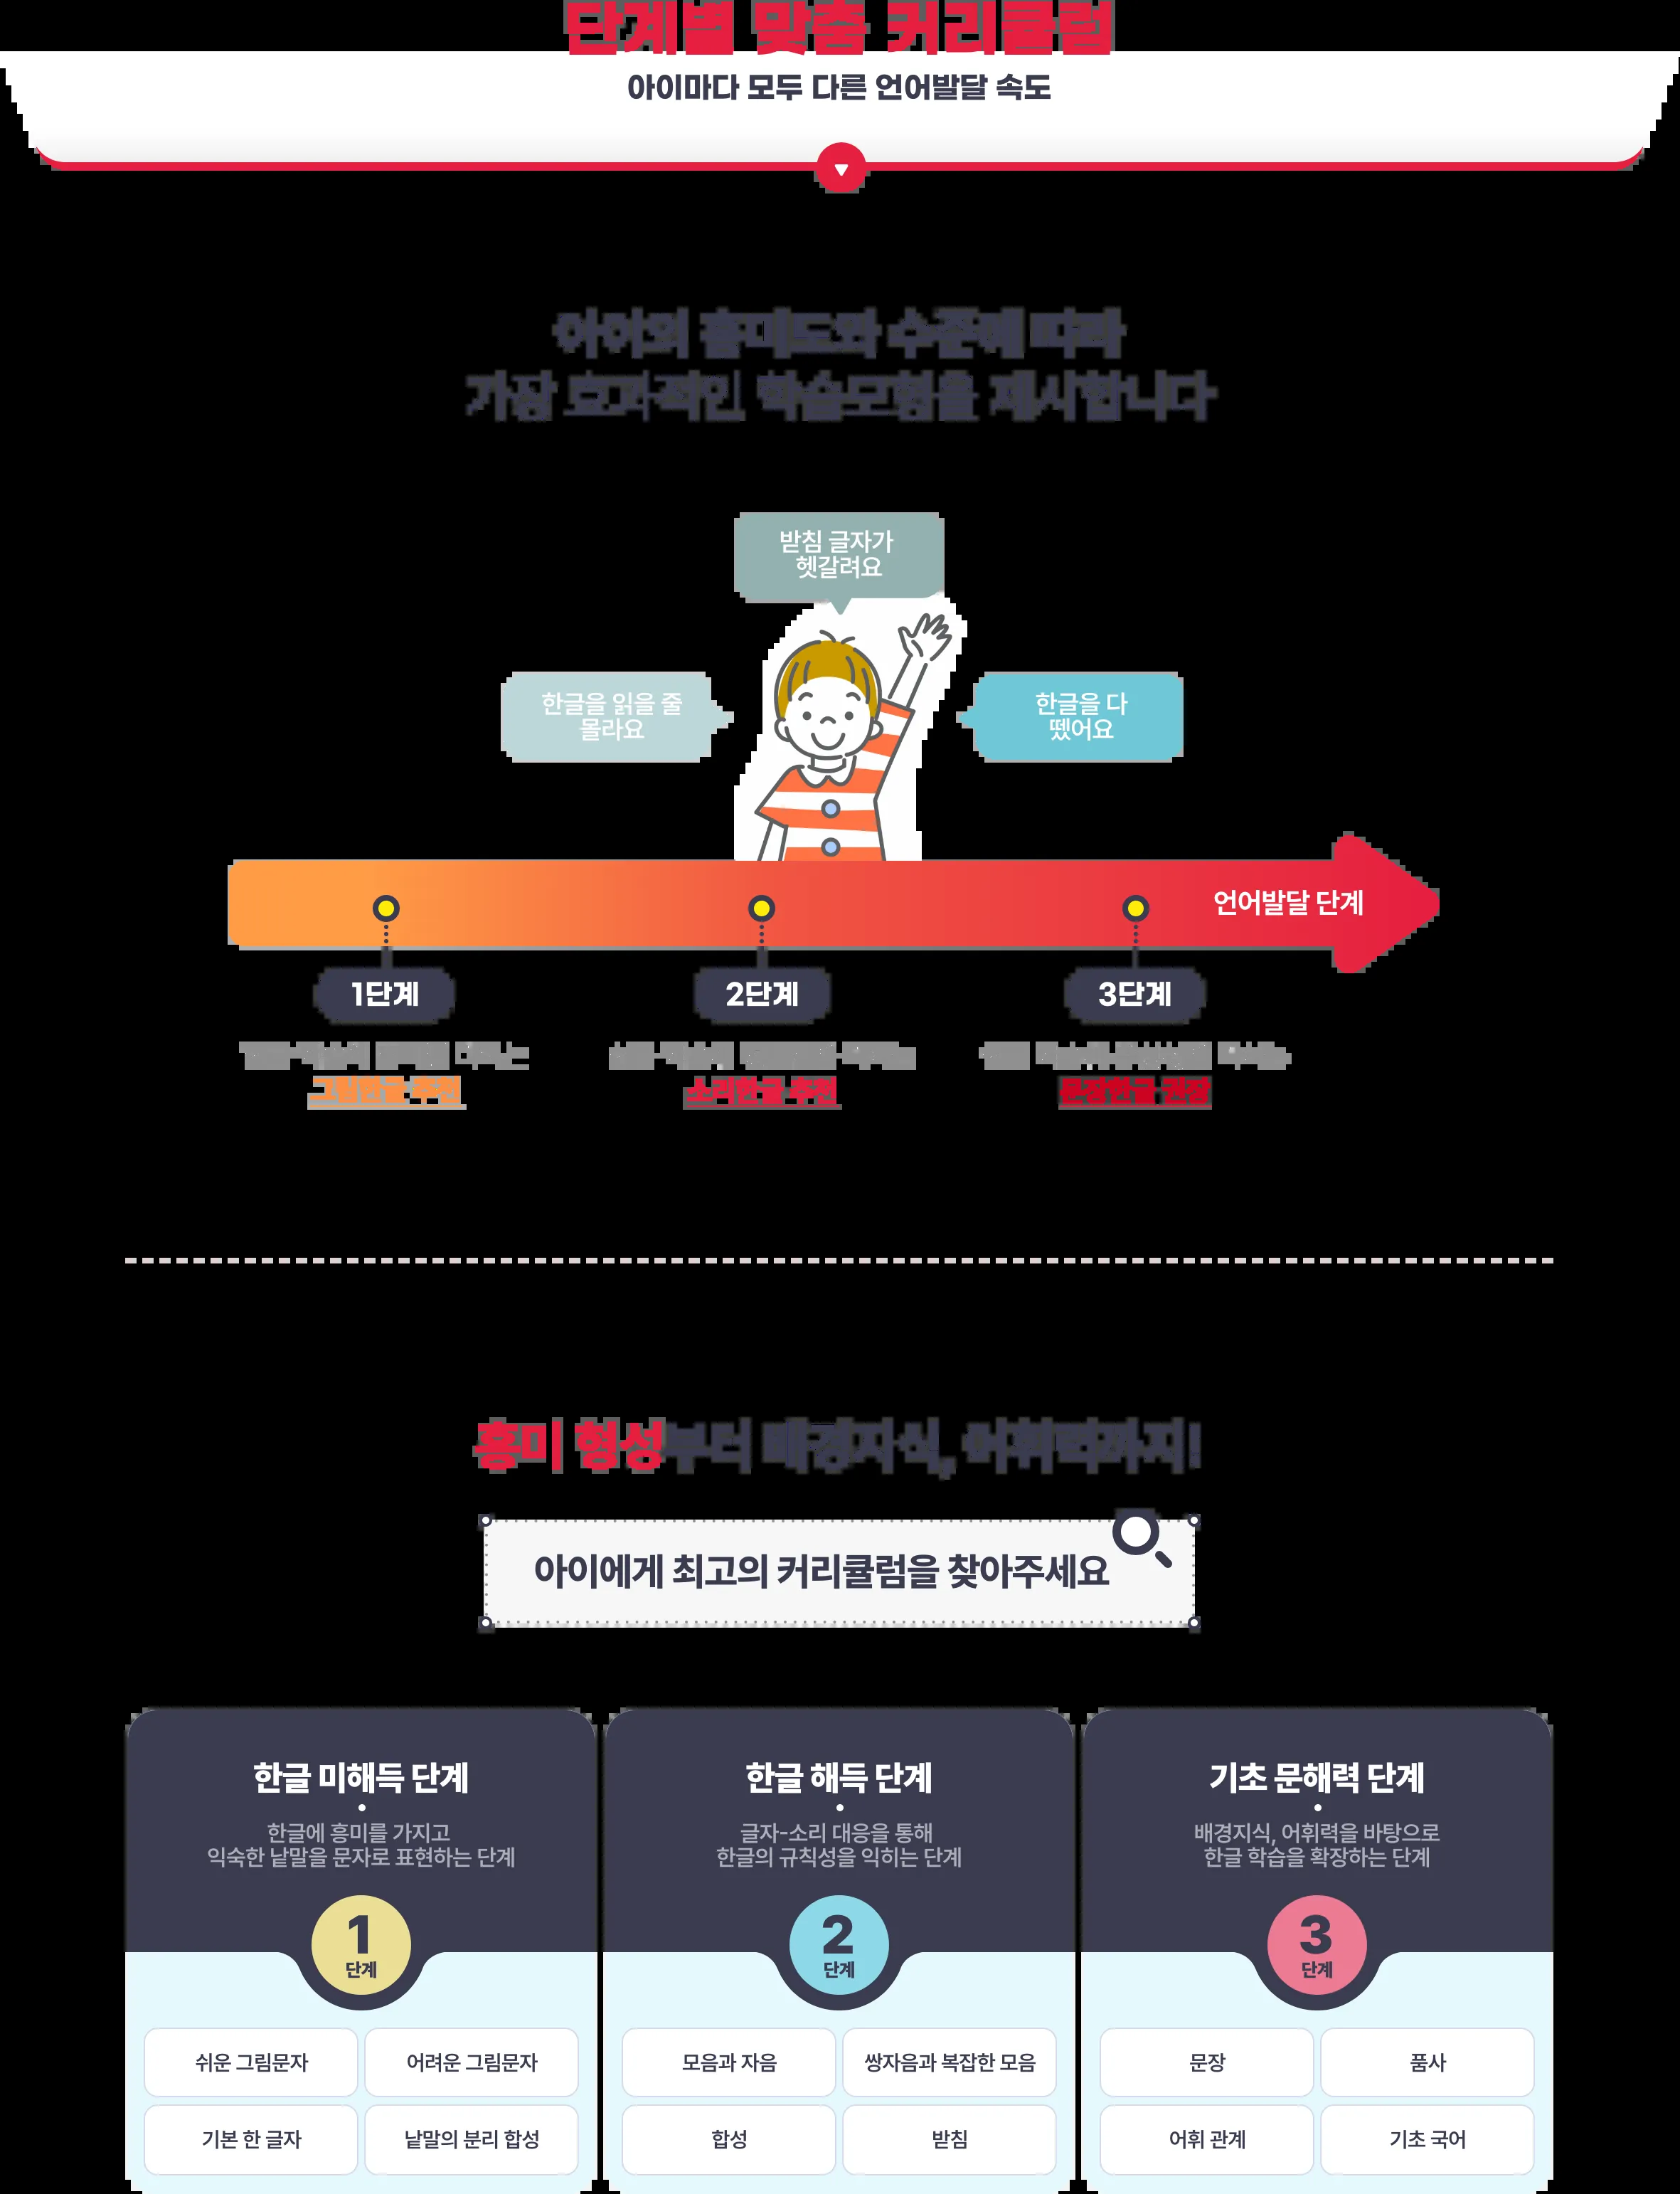 단계별 맞춤 커리큘럼
아이마다 모두 다른 언어발달 속도
아이의 흥미도와 수준에 따라
가장 효과적인 학습모형을 제시합니다
받침 글자가
헷갈려요
한글을 읽을 줄
몰라요
한글을 다
뗐어요
언어발달 단계
1단계
2단계
3단계
그림한글 추천
소리한글 추천
문장한글 권장
흥미 형성부터 배경지식, 어휘력까지!
아이에게 최고의 커리큘럼을 찾아주세요
한글 미해득 단계
한글에 흥미를 가지고
익숙한 낱말을 문자로 표현하는 단계
1
단계
쉬운 그림문자
어려운 그림문자
기본 한 글자
낱말의 분리 합성
한글 해득 단계
글자-소리 대응을 통해
한글의 규칙성을 익히는 단계
2
단계
모음과 자음
쌍자음과 복잡한 모음
합성
받침
기초 문해력 단계
배경지식, 어휘력을 바탕으로
한글 학습을 확장하는 단계
3
단계
문장
품사
어휘 관계
기초 국어